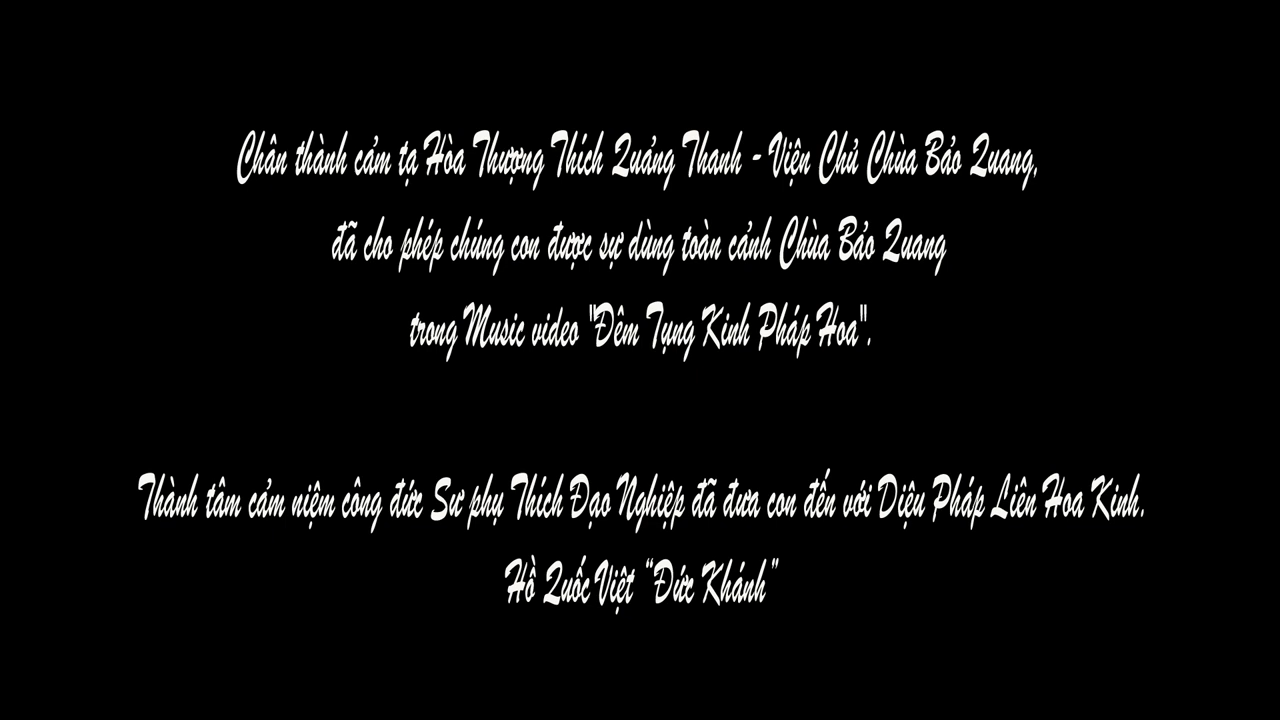 Chân thành cảm tạ Hòa Thượng Thích Quảng Thanh - Viện Chủ Chùa Bảo Quang,
đã cho phép chúng con được sự dùng toàn cảnh Chùa Bảo Quang
trong Music video "Đêm Tụng Kinh Pháp Hoa".
Thành tâm cảm niệm công đức Sư phụ Thích Đạo Nghiệp đã đưa con đến với Diệu Pháp Liên Hoa Kinh.
Hồ Quốc Việt “Đức Khánh”